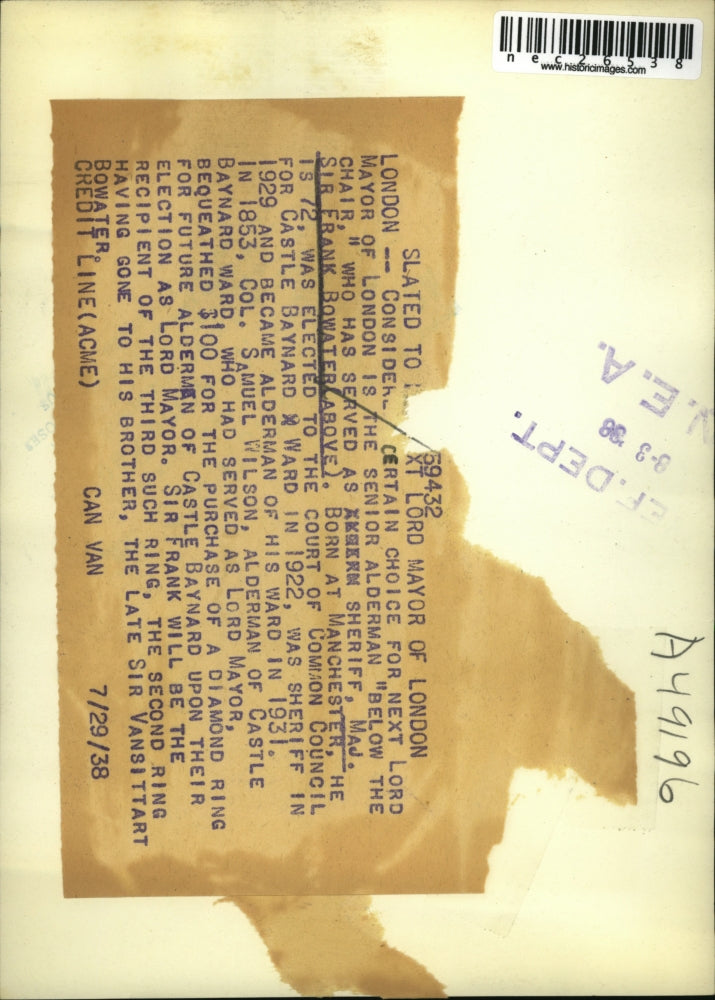 nec26538
www.historicimages.com
N.E.A.
8-3 38
EF. DEPT.
A49196
59432
SLATED TO XT LORD MAYOR OF LONDON
LONDON -- CONSIDER CERTAIN CHOICE FOR NEXT LORD
MAYOR OF LONDON IS THE SENIOR ALDERMAN "BELOW THE
CHAIR," WHO HAS SERVED AS SHERIFF, MAJ.
SIR FRANK BOWATER(ABOVE). BORN AT MANCHESTER, HE
IS 72, WAS ELECTED TO THE COURT OF COMMON COUNCIL
FOR CASTLE BAYNARD X WARD IN 1922, WAS SHERIFF IN
1929 AND BECAME ALDERMAN OF HIS WARD IN 1931.
IN 1853, COL. SAMUEL WILSON, ALDERMAN OF CASTLE
BAYNARD WARD, WHO HAD SERVED AS LORD MAYOR,
BEQUEATHED $100 FOR THE PURCHASE OF A DIAMOND RING
FOR FUTURE ALDERMEN OF CASTLE BAYNARD UPON THEIR
ELECTION AS LORD MAYOR. SIR FRANK WILL BE THE
RECIPIENT OF THE THIRD SUCH RING, THE SECOND RING
HAVING GONE TO HIS BROTHER, THE LATE SIR VANSITTART
BOWATER.
CREDIT LINE(ACME) CAN VAN 7/29/38